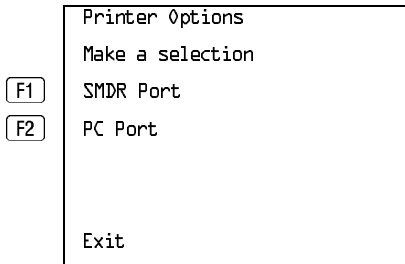 Printer Options
Make a selection
F1 SMDR Port
F2 PC Port
Exit